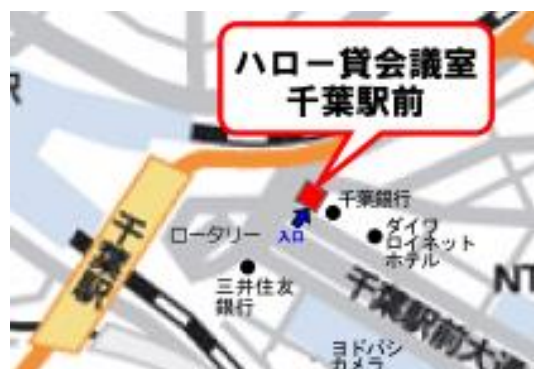 ハロー貸会議室
千葉駅前
千葉銀行
ダイワ
ロイネット
ホテル
入口
ロータリー
千葉駅
三井住友
銀行
NT
千葉駅前大通
ヨドバシ
カメラ